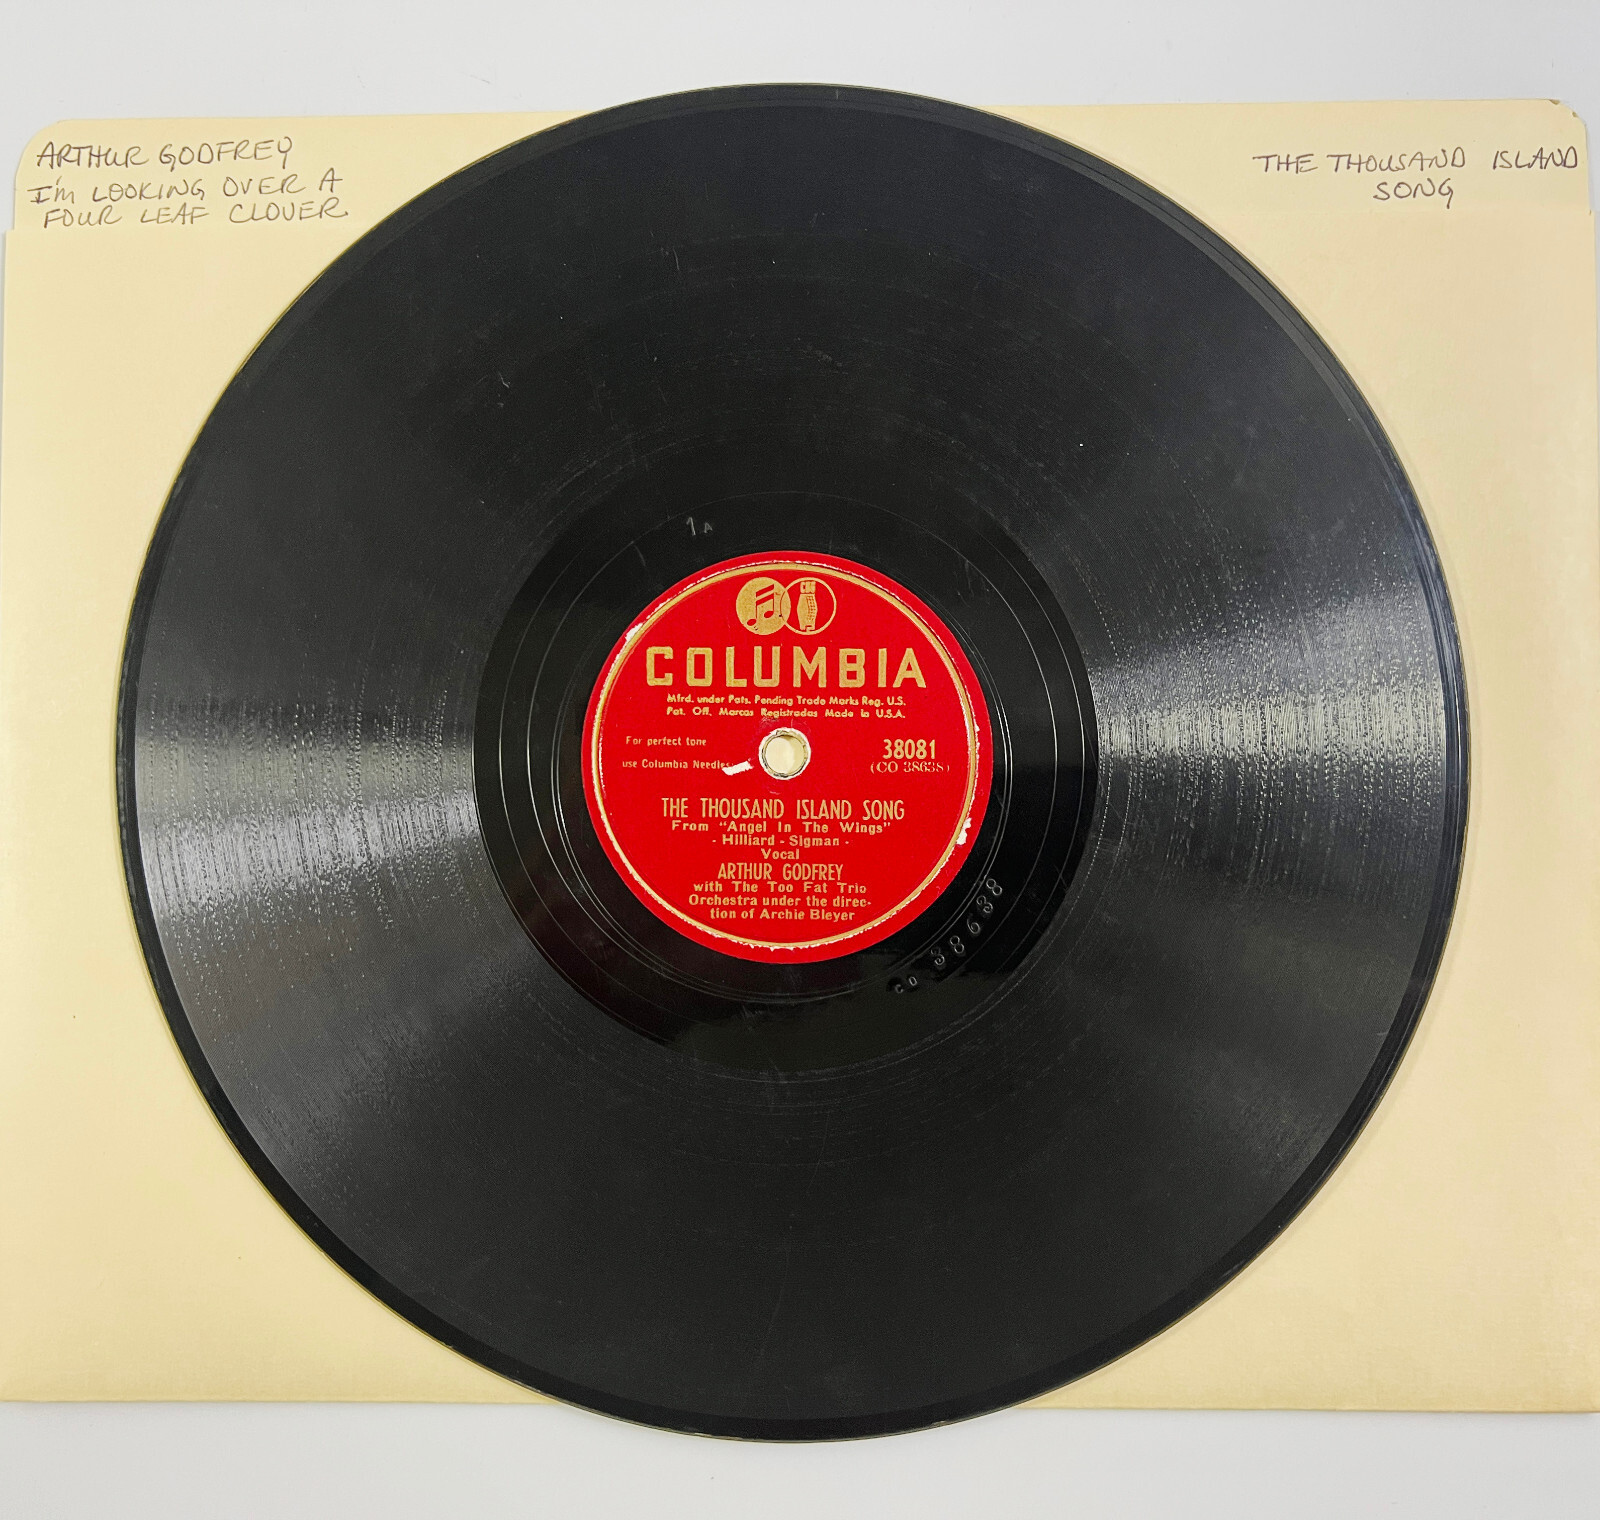 ARTHUR GODFREY
I'm LOOKING OVER A
FOUR LEAF CLOVER
THE THOUSAND ISLAND
SONG
1A
CBS
COLUMBIA
Mfrd. under Pats. Pending Trade Marks Reg. U.S.
Pat. Off. Marcas Registradas Made in U.S.A.
For perfect tone
use Columbia Needles
38081
(CO 38638)
THE THOUSAND ISLAND SONG
From "Angel In The Wings"
- Hilliard - Sigman -
Vocal
ARTHUR GODFREY
with The Too Fat Trio
Orchestra under the direc-
tion of Archie Bleyer
CO 38638